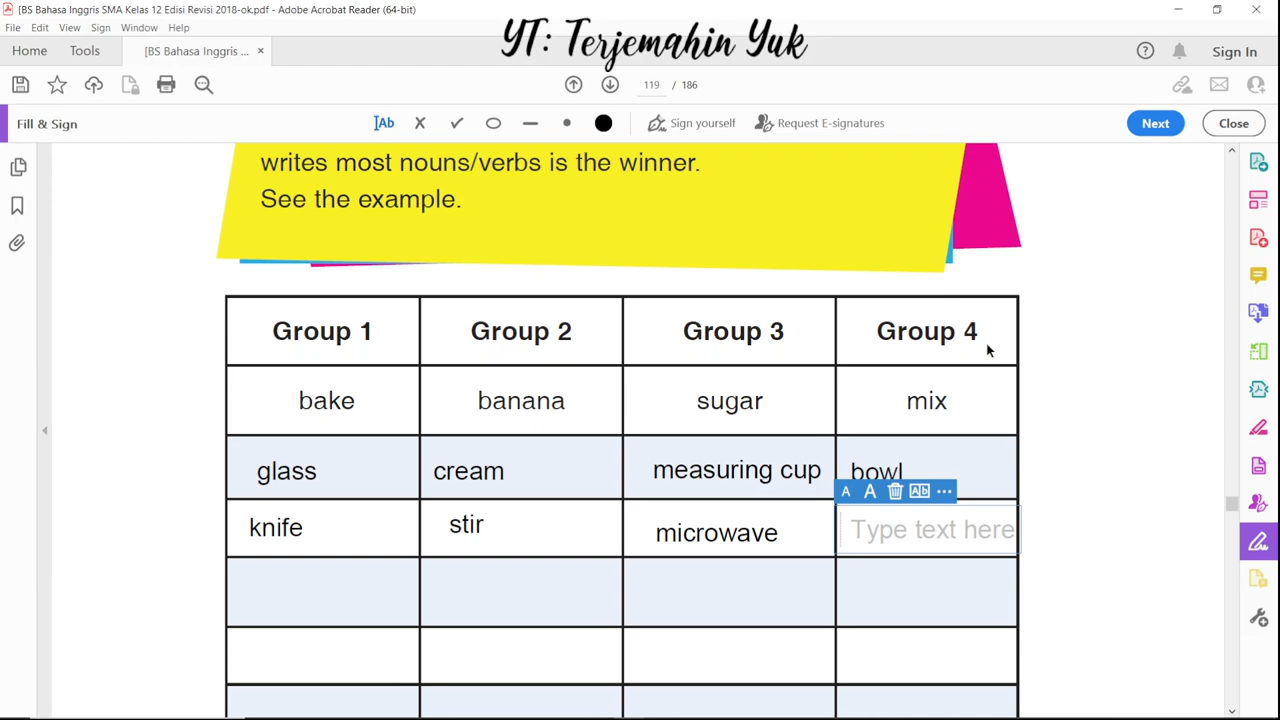 [BS Bahasa Inggris SMA Kelas 12 Edisi Revisi 2018-ok.pdf - Adobe Acrobat Reader (64-bit)
File Edit View Sign Window Help
YT: Terjemahin Yuk
Home Tools [BS Bahasa Inggris ... × Sign In
119 / 186
Fill & Sign Ab Sign yourself Request E-signatures Next Close
writes most nouns/verbs is the winner.
See the example.
Group 1 Group 2 Group 3 Group 4
bake banana sugar mix
glass cream measuring cup bowl
A A Ab ...
knife stir microwave Type text here